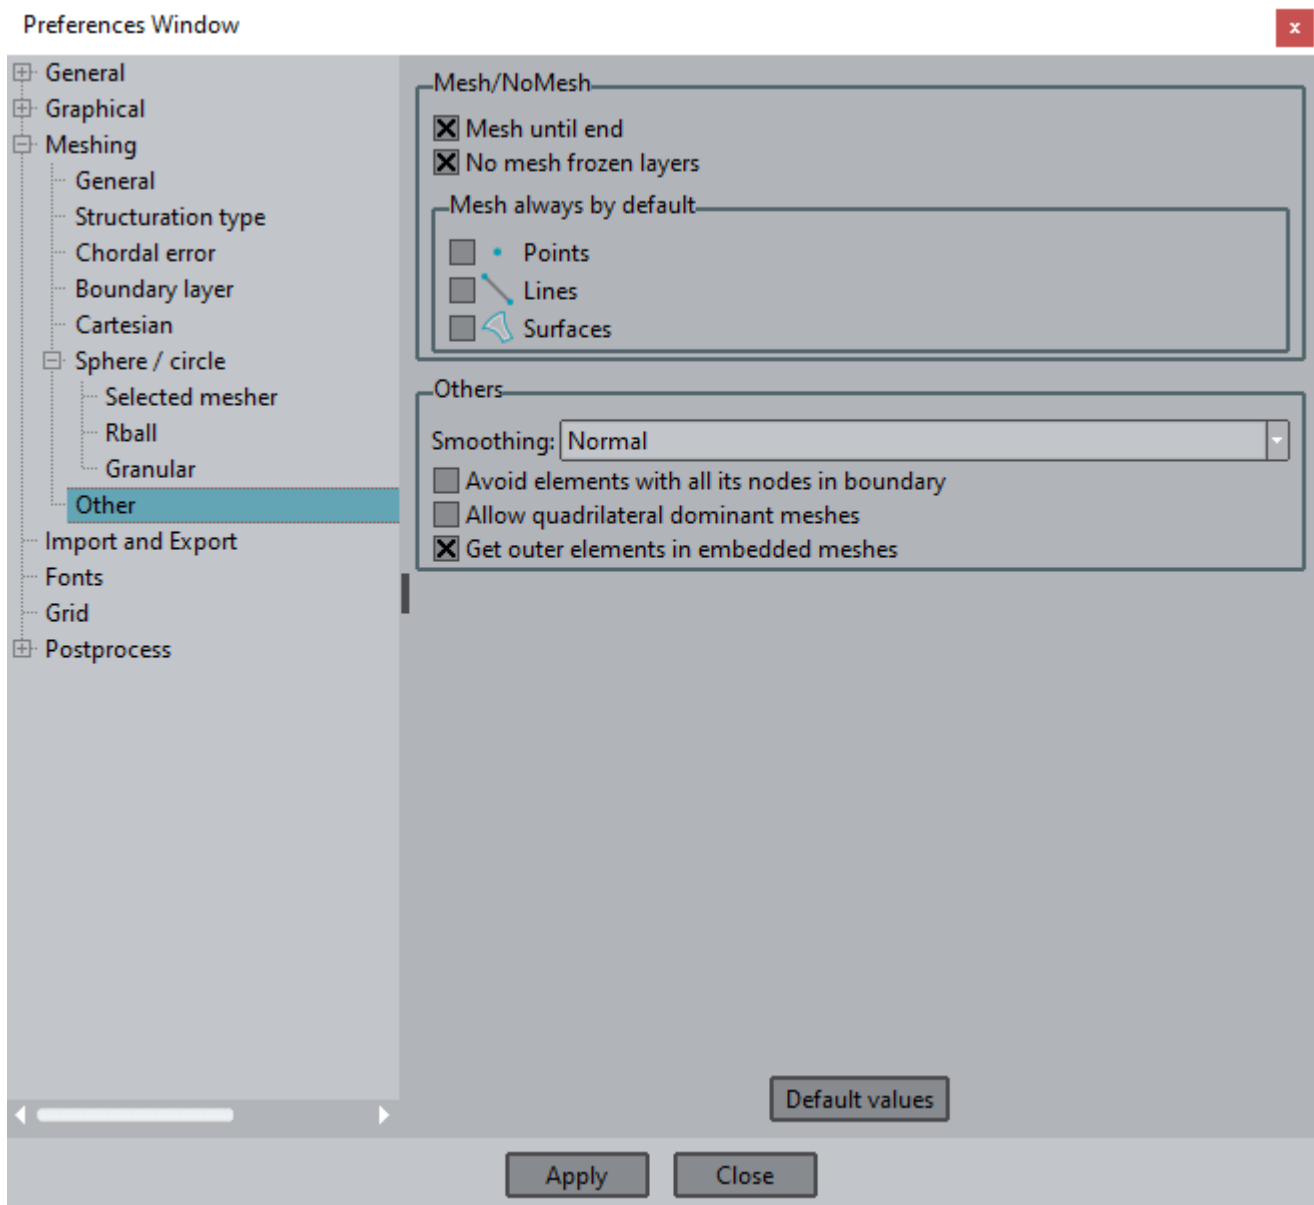 Preferences Window
x
General
Graphical
Meshing
General
Structuration type
Chordal error
Boundary layer
Cartesian
Sphere / circle
Selected mesher
Rball
Granular
Other
Import and Export
Fonts
Grid
Postprocess
Mesh/NoMesh
Mesh until end
No mesh frozen layers
Mesh always by default
Points
Lines
Surfaces
Others
Smoothing: Normal
Avoid elements with all its nodes in boundary
Allow quadrilateral dominant meshes
Get outer elements in embedded meshes
Default values
Apply Close